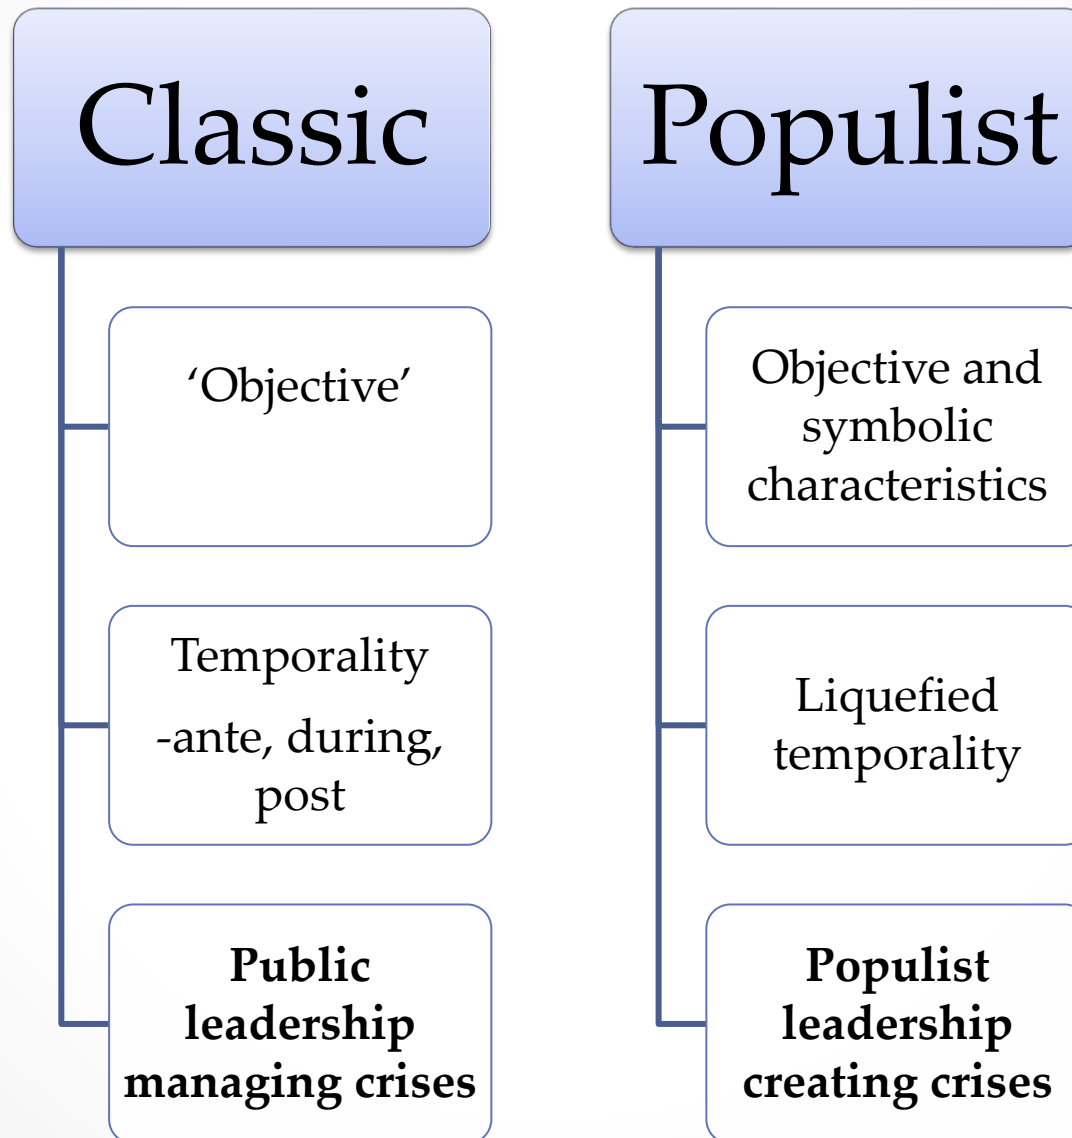 Classic
‘Objective’
Temporality
-ante, during,
post
Public
leadership
managing crises
Populist
Objective and
symbolic
characteristics
Liquefied
temporality
Populist
leadership
creating crises